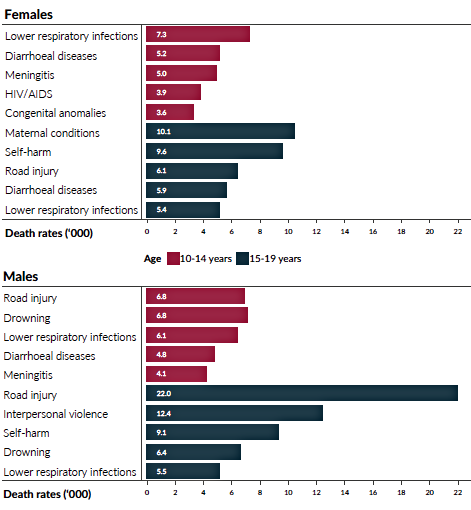 Females
Lower respiratory infections 7.3
Diarrhoeal diseases 5.2
Meningitis 5.0
HIV/AIDS 3.9
Congenital anomalies 3.6
Maternal conditions 10.1
Self-harm 9.6
Road injury 6.1
Diarrhoeal diseases 5.9
Lower respiratory infections 5.4
Death rates ('000) 0 2 4 6 8 10 12 14 16 18 20 22
Age 10-14 years 15-19 years
Males
Road injury 6.8
Drowning 6.8
Lower respiratory infections 6.1
Diarrhoeal diseases 4.8
Meningitis 4.1
Road injury 22.0
Interpersonal violence 12.4
Self-harm 9.1
Drowning 6.4
Lower respiratory infections 5.5
Death rates ('000) 0 2 4 6 8 10 12 14 16 18 20 22